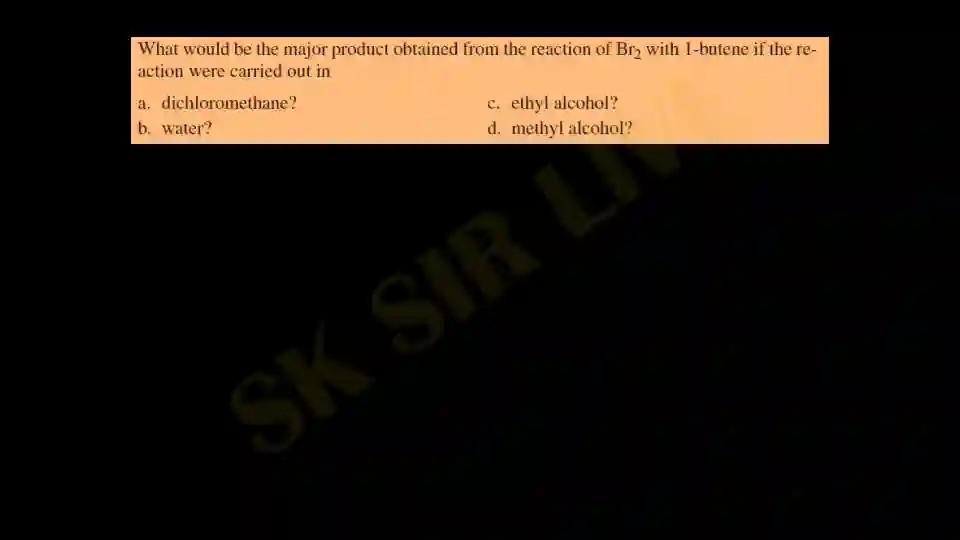 What would be the major product obtained from the reaction of Br₂ with 1-butene if the re-
action were carried out in
a. dichloromethane? c. ethyl alcohol?
b. water? d. methyl alcohol?
SK SIR LIV